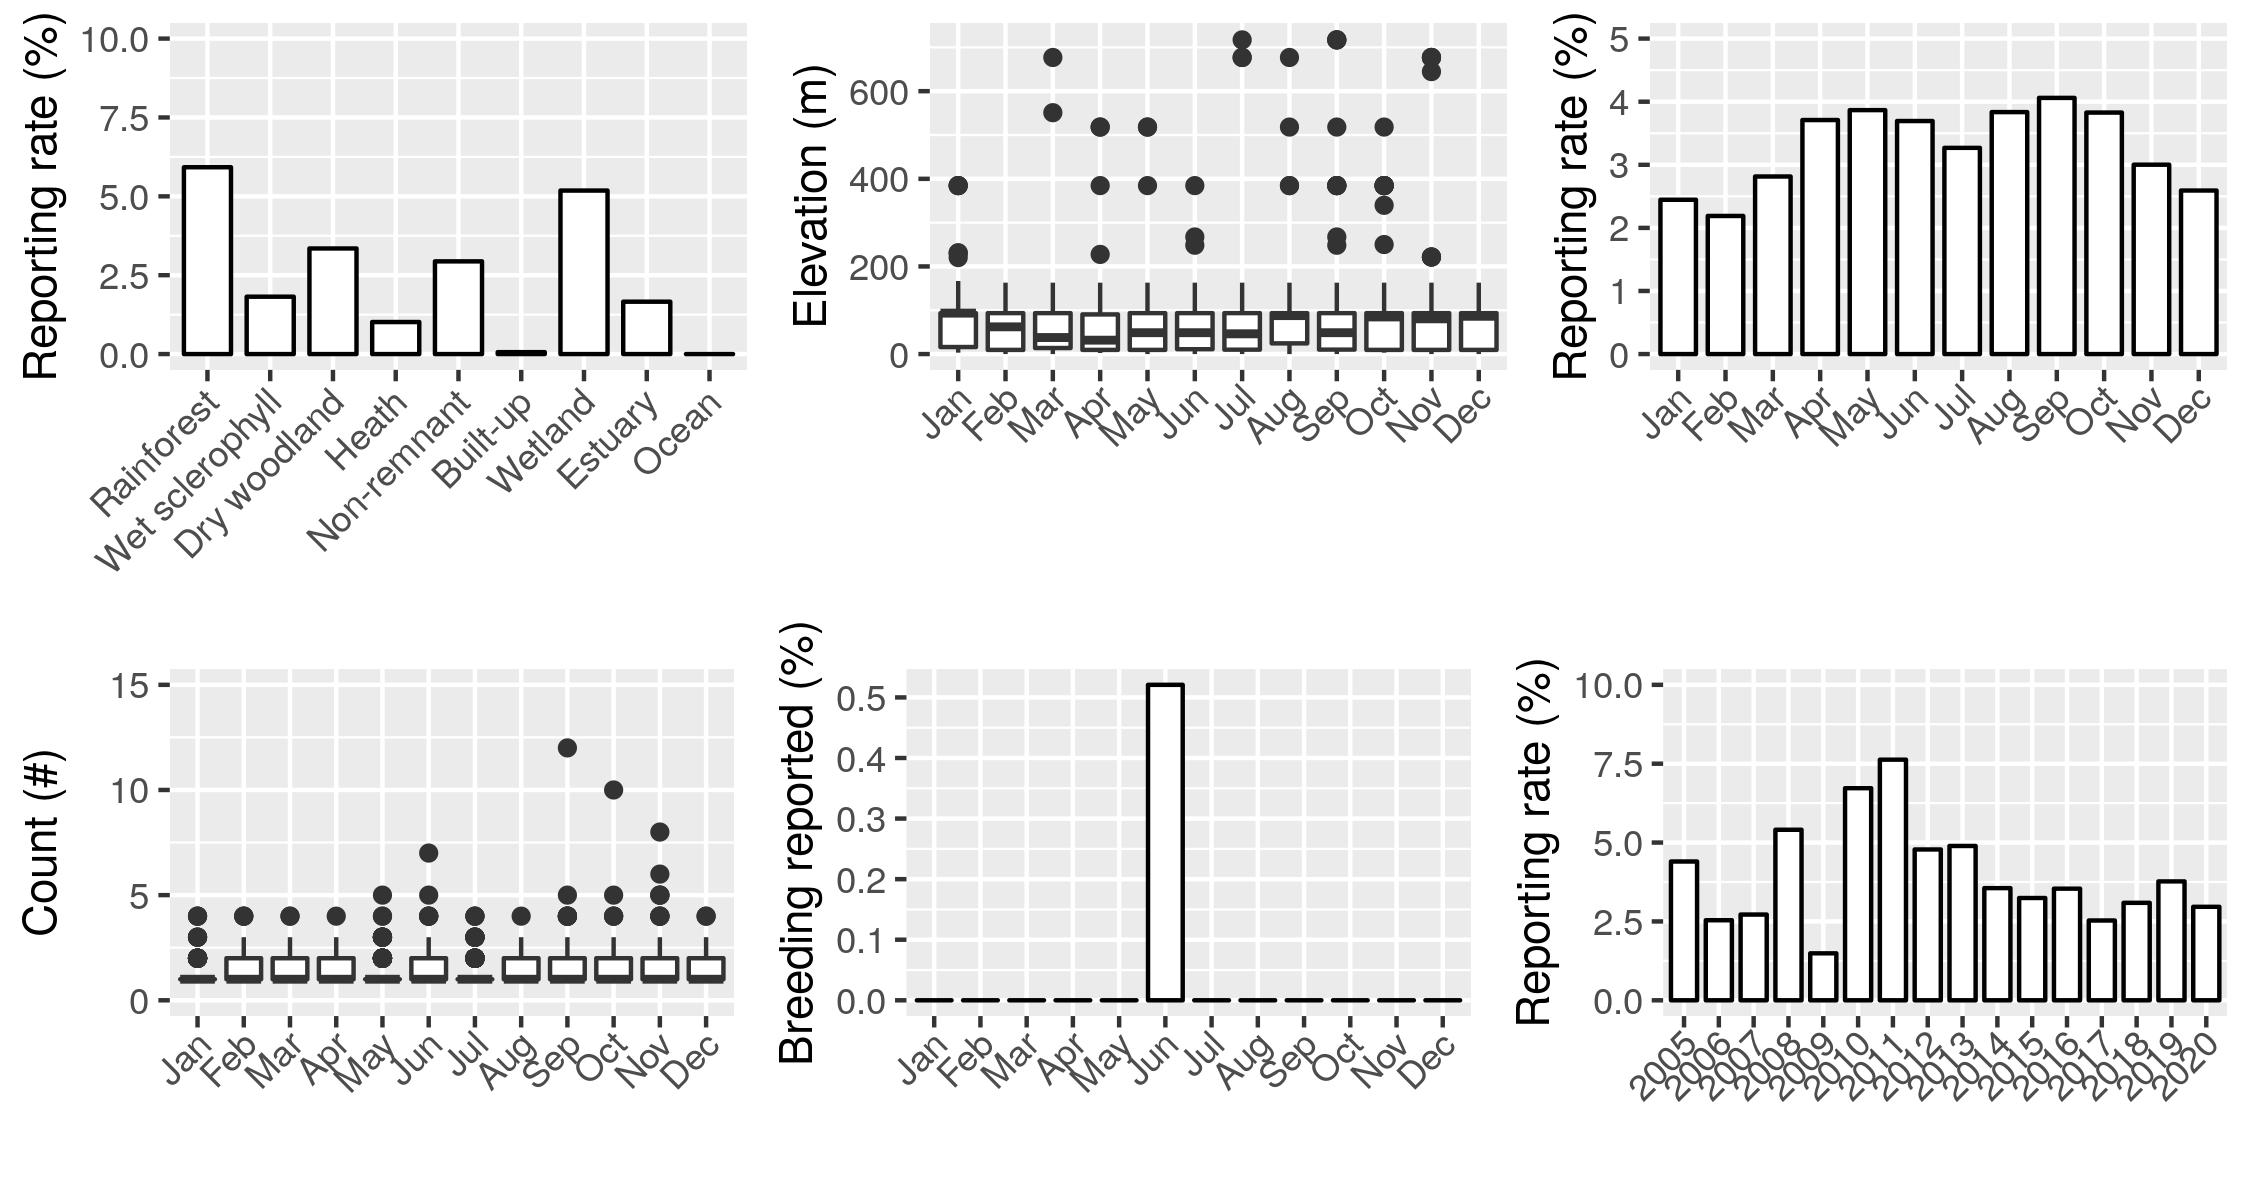 Reporting rate (%)
10.0
7.5
5.0
2.5
0.0
Rainforest
Wet sclerophyll
Dry woodland
Heath
Non-remnant
Built-up
Wetland
Estuary
Ocean
Elevation (m)
600
400
200
0
Jan
Feb
Mar
Apr
May
Jun
Jul
Aug
Sep
Oct
Nov
Dec
Reporting rate (%)
5
4
3
2
1
0
Jan
Feb
Mar
Apr
May
Jun
Jul
Aug
Sep
Oct
Nov
Dec
Count (#)
15
10
5
0
Jan
Feb
Mar
Apr
May
Jun
Jul
Aug
Sep
Oct
Nov
Dec
Breeding reported (%)
0.5
0.4
0.3
0.2
0.1
0.0
Jan
Feb
Mar
Apr
May
Jun
Jul
Aug
Sep
Oct
Nov
Dec
Reporting rate (%)
10.0
7.5
5.0
2.5
0.0
2005
2006
2007
2008
2009
2010
2011
2012
2013
2014
2015
2016
2017
2018
2019
2020